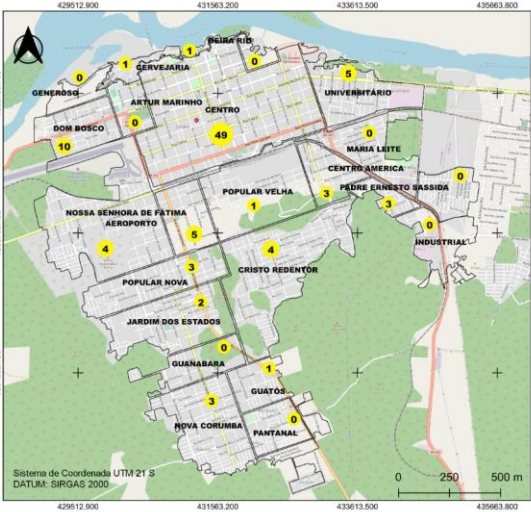 429512.900 431563.200 433613.500 435663.800
BEIRA RIO
1
1
CERVEJARIA
0
0
GENEROSO
5
ARTUR MARINHO
UNIVERSITÁRIO
CENTRO
DOM BOSCO
0
49
0
10
MARIA LEITE
CENTRO AMERICA
0
POPULAR VELHA
PADRE ERNESTO SASSIDA
3
3
1
NOSSA SENHORA DE FÁTIMA
AEROPORTO
0
5
4
4
INDUSTRIAL
3
CRISTO REDENTOR
POPULAR NOVA
2
JARDIM DOS ESTADOS
0
GUANABARA
1
GUATÓS
3
0
NOVA CORUMBA
PANTANAL
Sistema de Coordenada UTM 21 S
DATUM: SIRGAS 2000
0 250 500 m
429512.900 431563.200 433613.500 435663.800